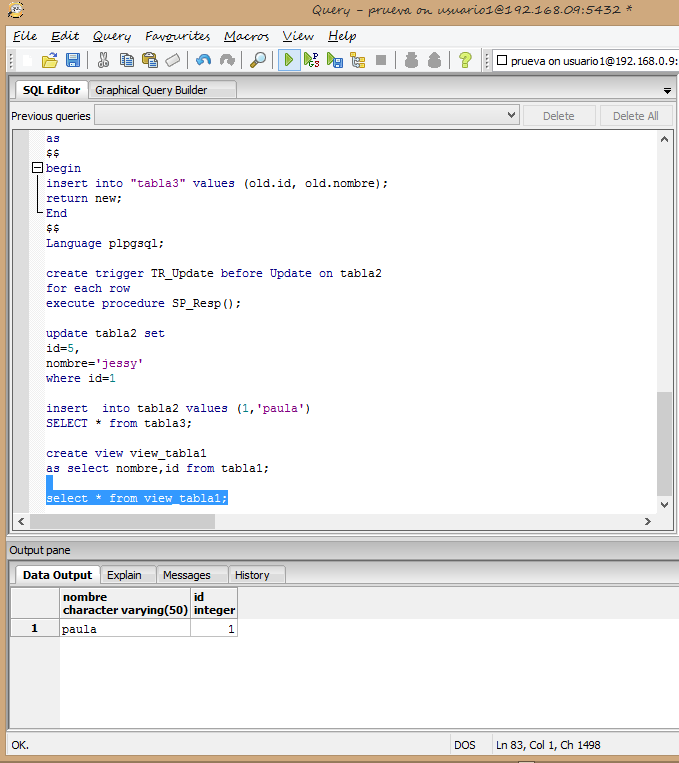 Query - prueva on usuario1@192.168.09:5432 *
File Edit Query Favourites Macros View Help
prueva on usuario1@192.168.0.9:
SQL Editor Graphical Query Builder
Previous queries Delete Delete All
as
$$
begin
insert into "tabla3" values (old.id, old.nombre);
return new;
End
$$
Language plpgsql;
create trigger TR_Update before Update on tabla2
for each row
execute procedure SP_Resp();
update tabla2 set
id=5,
nombre='jessy'
where id=1
insert  into tabla2 values (1,'paula')
SELECT * from tabla3;
create view view_tabla1
as select nombre,id from tabla1;
select * from view_tabla1;
Output pane
Data Output Explain Messages History
nombre id
character varying(50) integer
1 paula 1
OK. DOS Ln 83, Col 1, Ch 1498